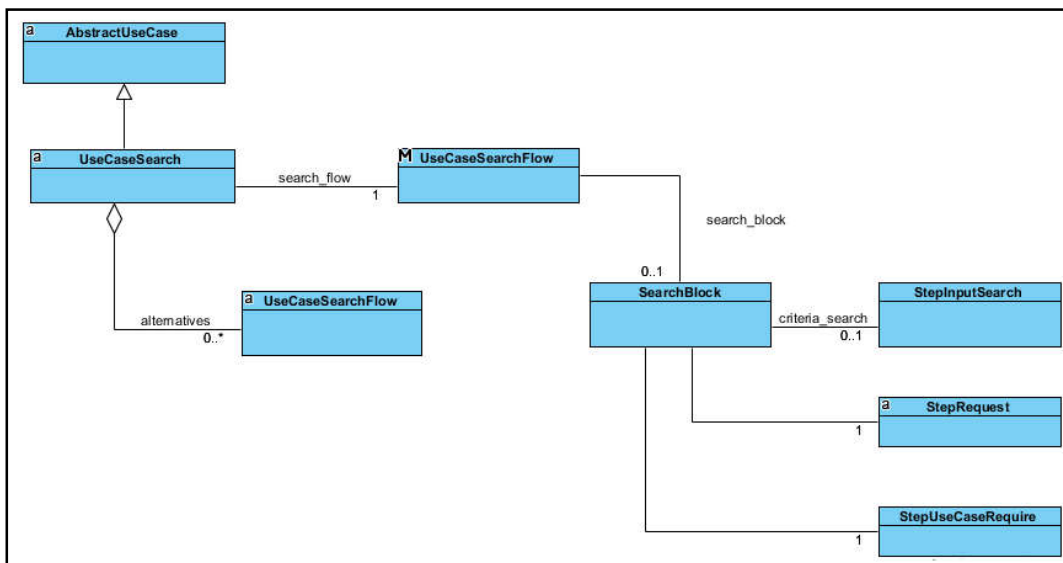 a
AbstractUseCase
a
UseCaseSearch
search_flow
1
M
UseCaseSearchFlow
search_block
0..1
alternatives
0..*
a
UseCaseSearchFlow
SearchBlock
criteria_search
0..1
StepInputSearch
a
StepRequest
1
StepUseCaseRequire
1